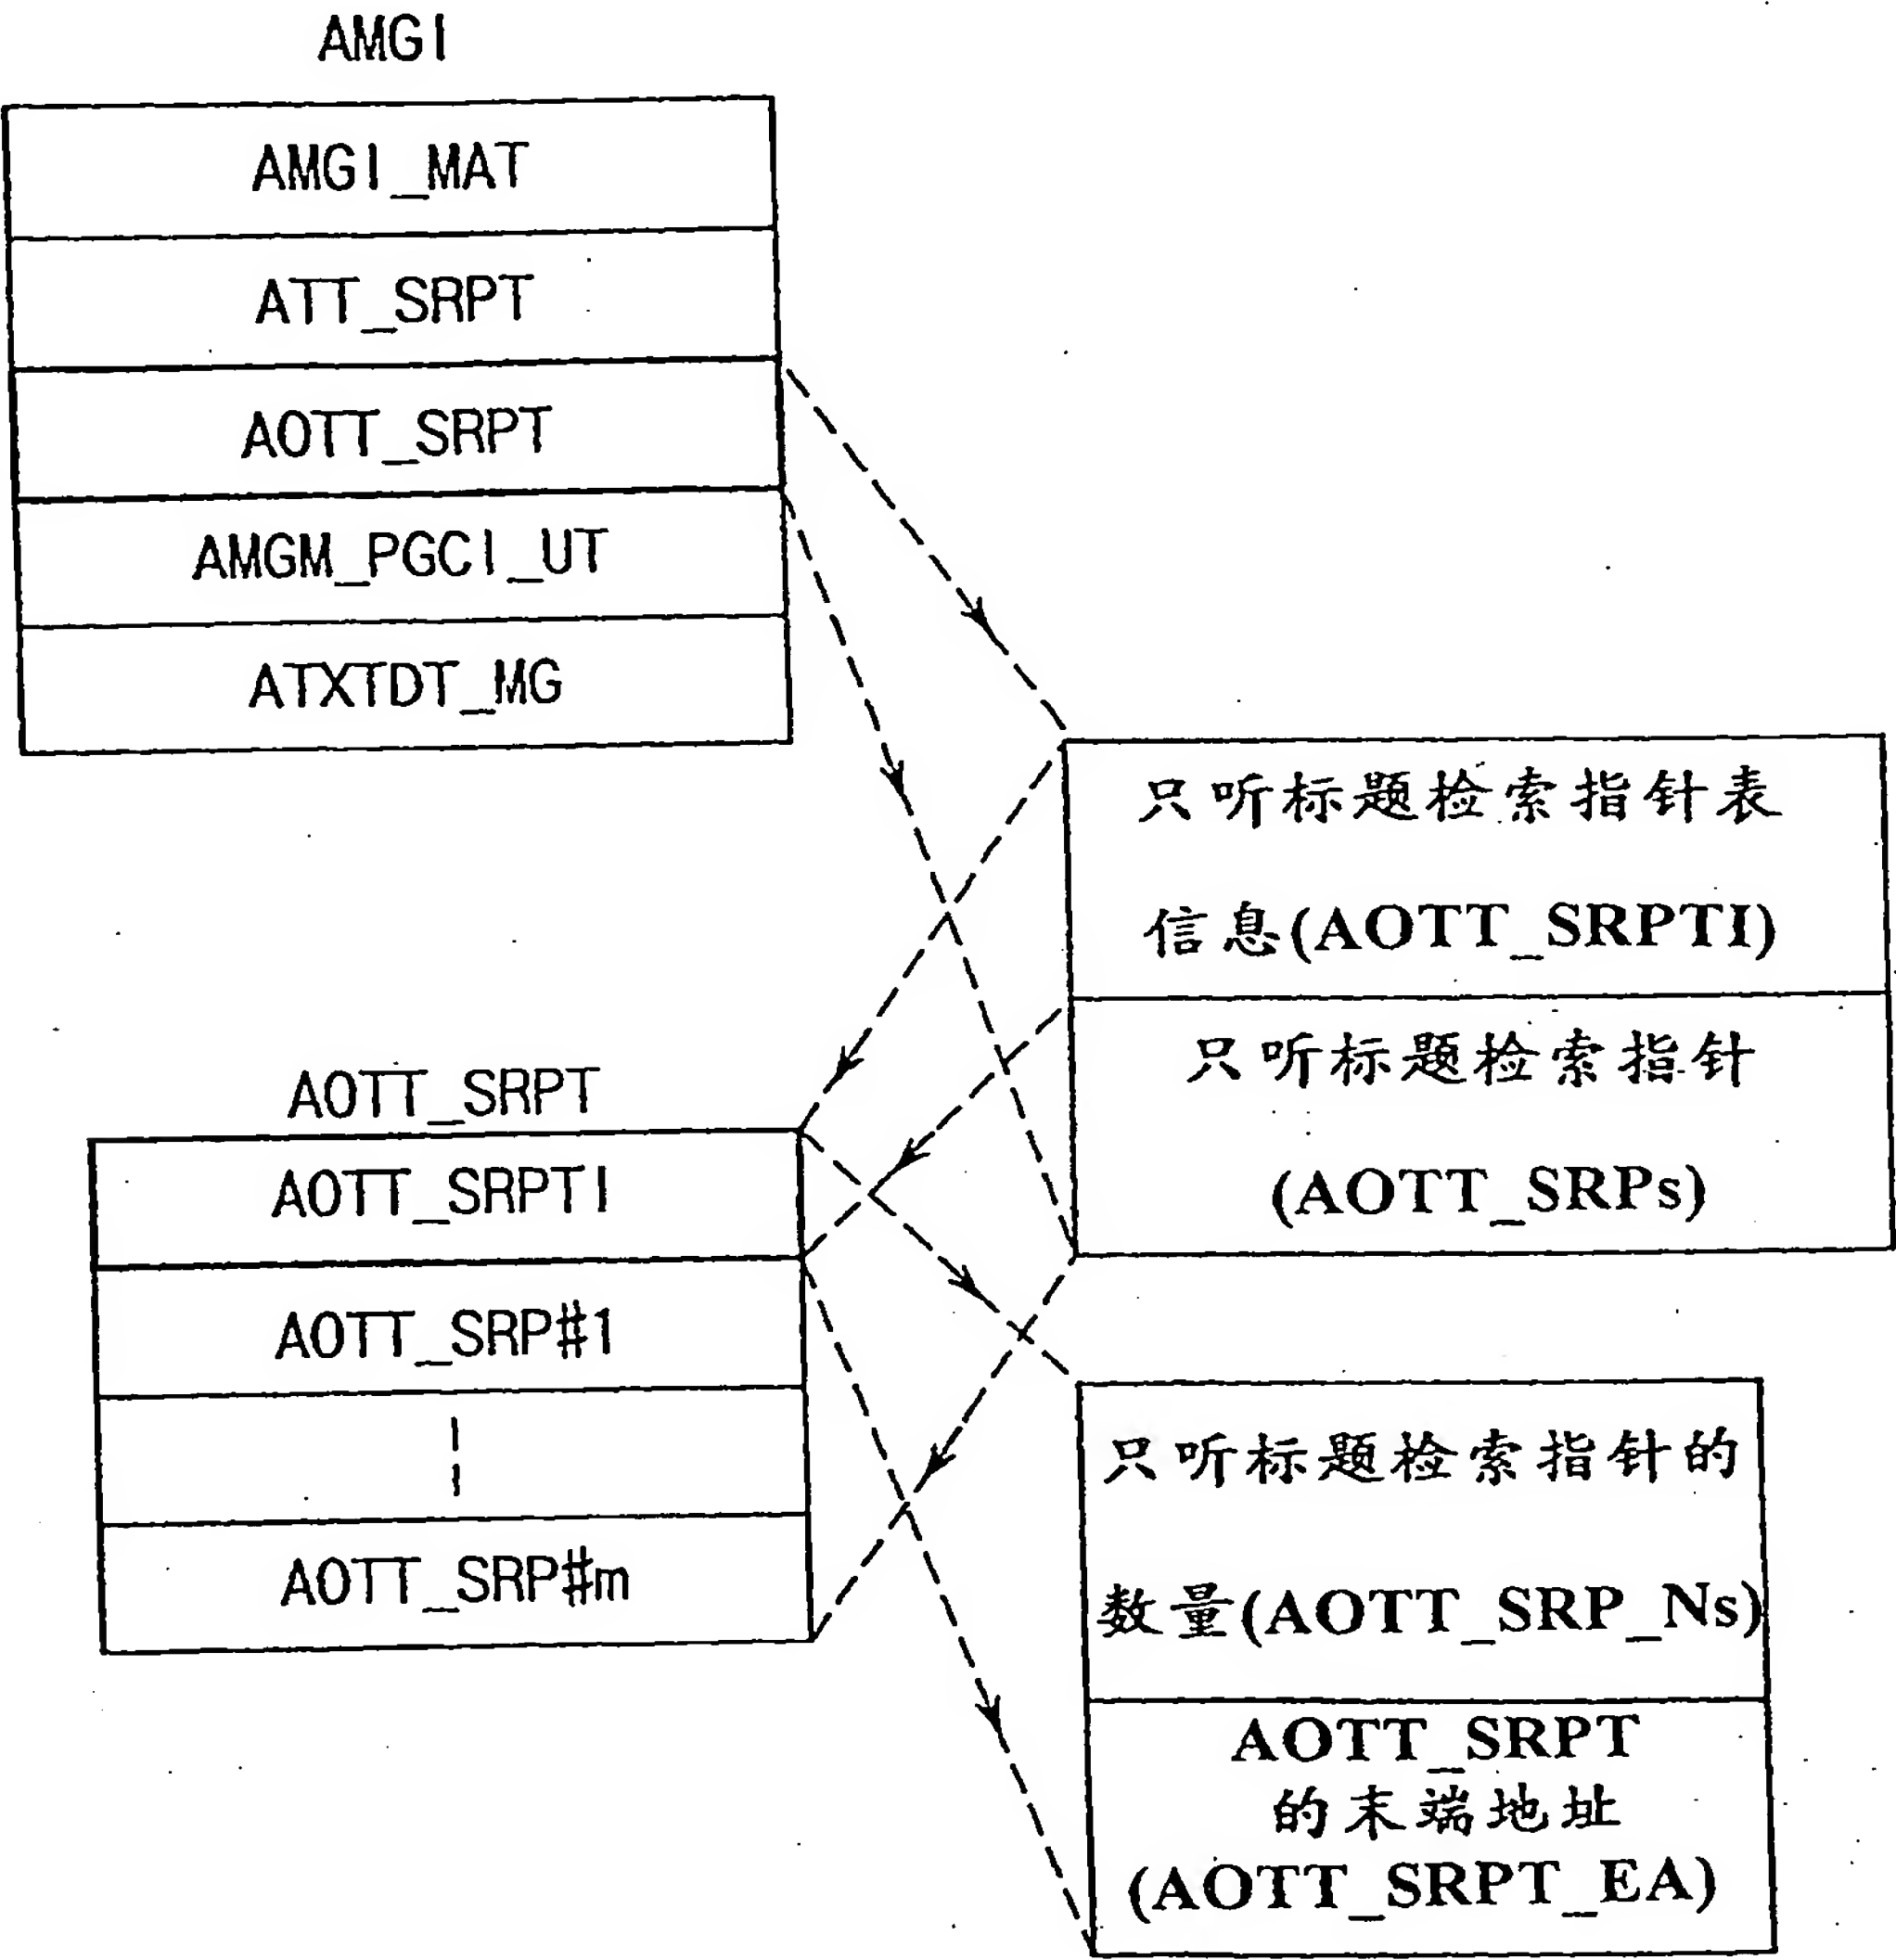 AMGI
AMGI_MAT
ATT_SRPT
AOTT_SRPT
AMGM_PGCI_UT
ATXTDT_MG
只听标题检索指针表
信息(AOTT_SRPTI)
只听标题检索指针
(AOTT_SRPs)
AOTT_SRPT
AOTT_SRPTI
AOTT_SRP#1
AOTT_SRP#m
只听标题检索指针的
数量(AOTT_SRP_Ns)
AOTT_SRPT
的末端地址
(AOTT_SRPT_EA)